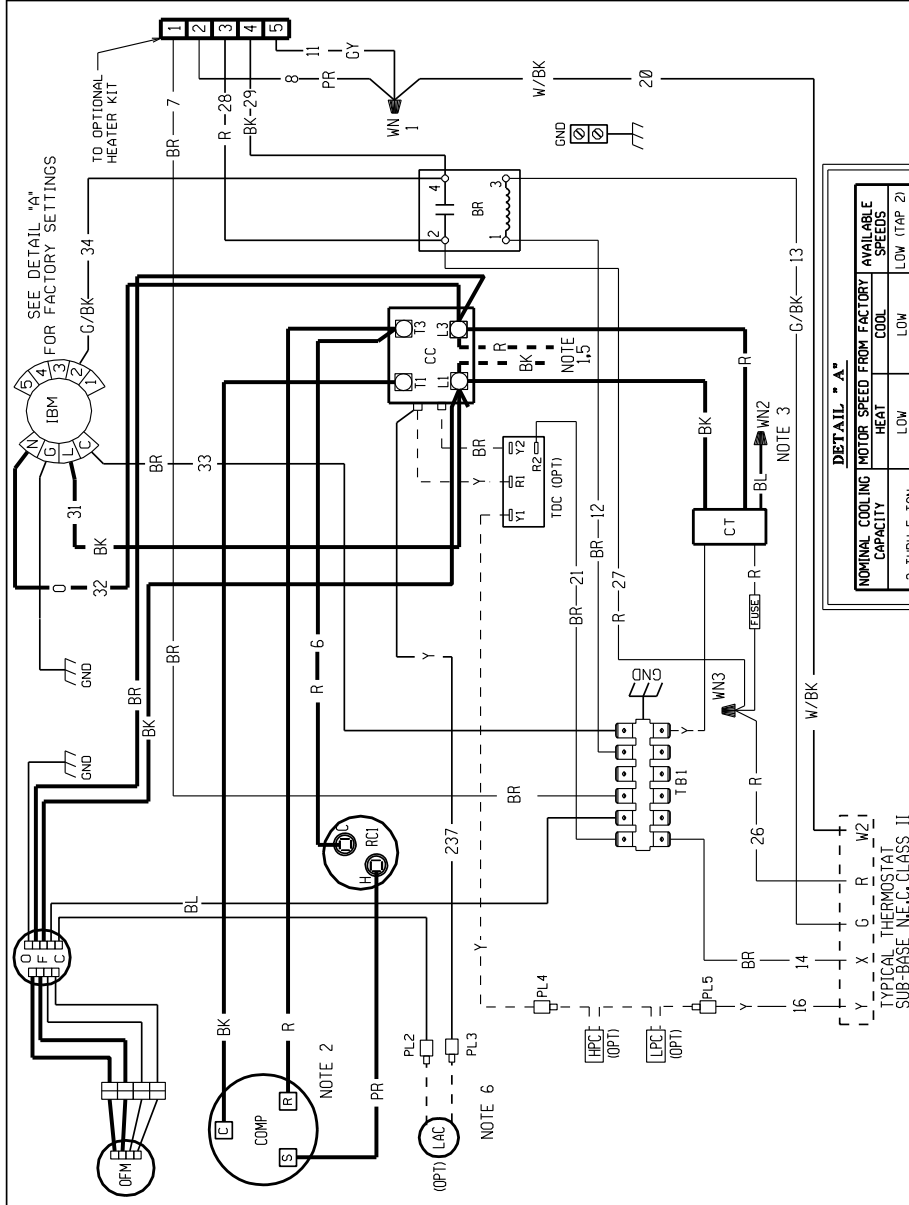 1
2
3
4
5
TO OPTIONAL
HEATER KIT
BR
7
R
28
BK
29
8
PR
11
GY
WN
1
W/BK
20
SEE DETAIL "A"
FOR FACTORY SETTINGS
5
4
3
2
1
IBM
N
G
L
C
G/BK
34
GND
4
3
BR
2
1
BR
33
31
BK
O
32
T3
T1
CC
L3
L1
R
BK
NOTE
1,5
BR
Y
Y2
R1
R2
Y1
TDC (OPT)
G/BK
13
GND
GND
BR
BK
BR
R
6
Y
BR
12
BR
21
R
27
BK
R
BL
WN2
NOTE 3
CT
R
FUSE
DETAIL " A"
NOMINAL COOLING
CAPACITY
MOTOR SPEED FROM FACTORY
HEAT
COOL
AVAILABLE
SPEEDS
LOW
LOW
LOW (TAP 2)
GND
WN3
Y
TB1
R
26
W/BK
BR
C
RC1
H
237
BL
O
F
C
OFM
BK
R
C
COMP
R
S
NOTE 2
PR
PL2
PL3
LAC
(OPT)
NOTE 6
Y
PL4
HPC
(OPT)
LPC
(OPT)
PL5
Y
16
BR
14
Y
X
G
R
W2
TYPICAL THERMOSTAT
SUB-BASE N.E.C. CLASS II